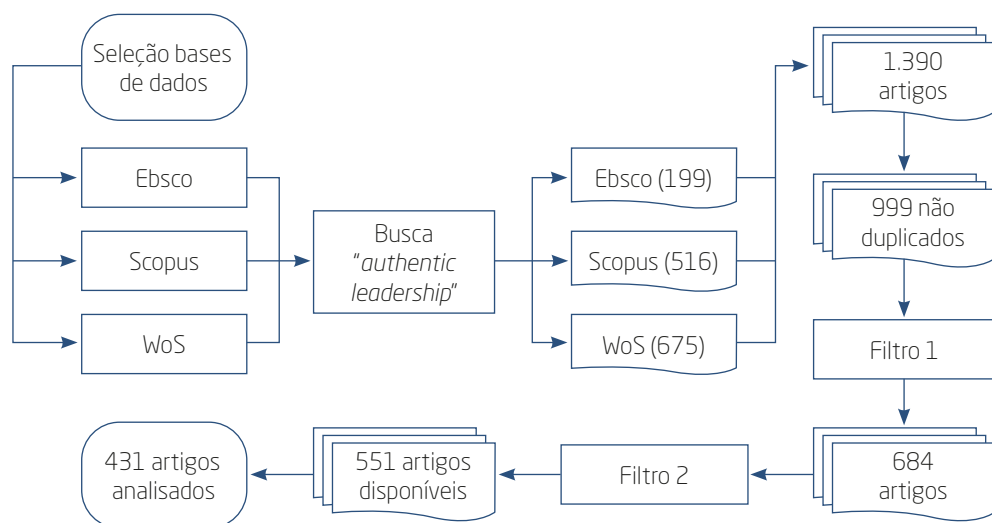 Seleção bases
de dados
Ebsco
Scopus
WoS
Busca
"authentic
leadership"
Ebsco (199)
Scopus (516)
WoS (675)
1.390
artigos
999 não
duplicados
Filtro 1
684
artigos
Filtro 2
551 artigos
disponíveis
431 artigos
analisados